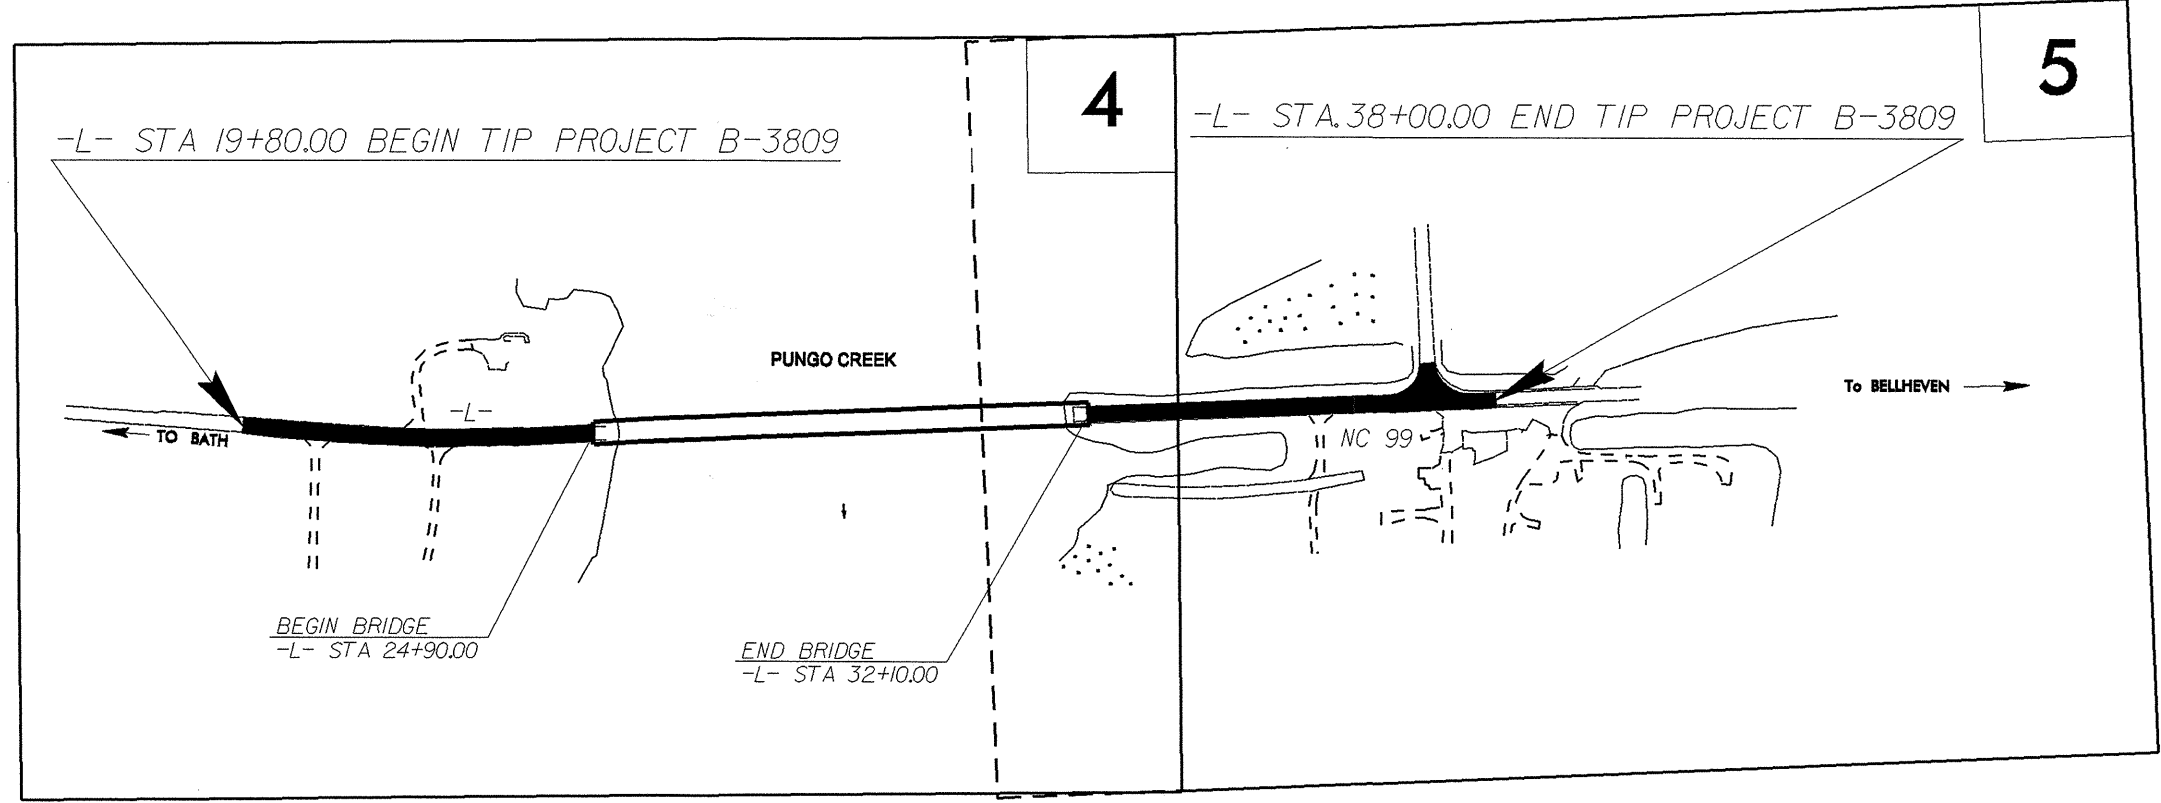 4
5
-L- STA 19+80.00 BEGIN TIP PROJECT B-3809
-L- STA. 38+00.00 END TIP PROJECT B-3809
PUNGO CREEK
To BELLHEVEN
-L-
TO BATH
NC 99
BEGIN BRIDGE
-L- STA 24+90.00
END BRIDGE
-L- STA 32+10.00